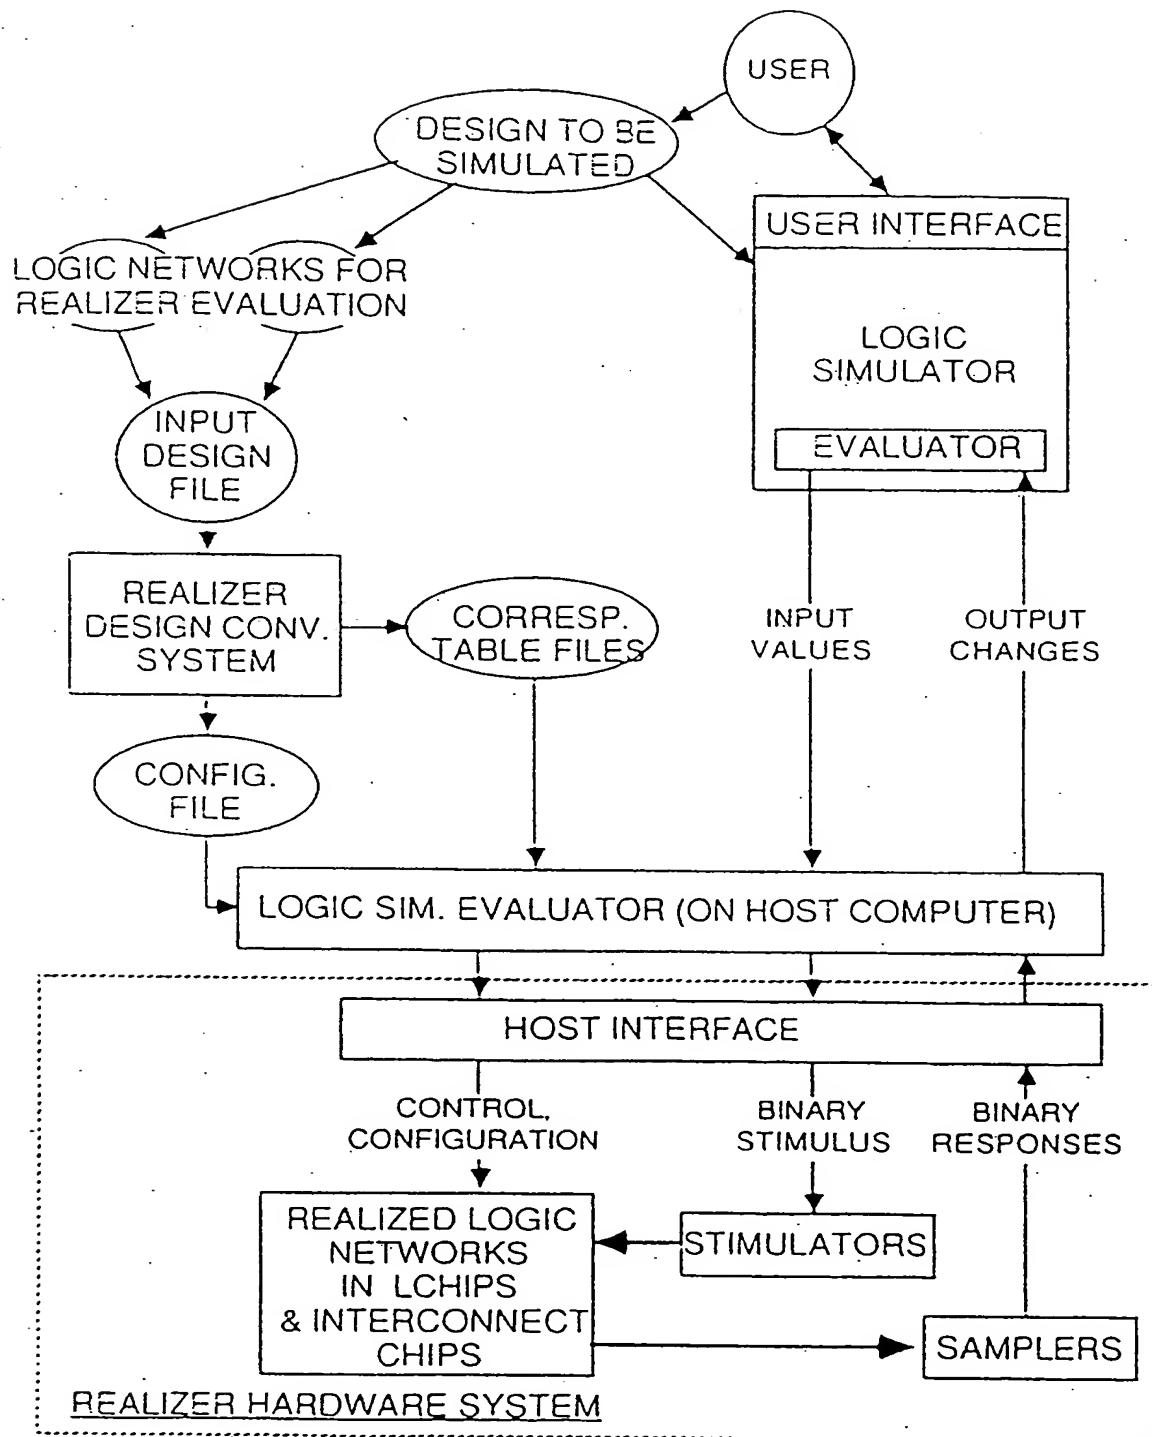 USER
DESIGN TO BE
SIMULATED
USER INTERFACE
LOGIC NETWORKS FOR
REALIZER EVALUATION
LOGIC
SIMULATOR
INPUT
DESIGN
FILE
EVALUATOR
REALIZER
DESIGN CONV.
SYSTEM
CORRESP.
TABLE FILES
INPUT
VALUES
OUTPUT
CHANGES
CONFIG.
FILE
LOGIC SIM. EVALUATOR (ON HOST COMPUTER)
HOST INTERFACE
CONTROL,
CONFIGURATION
BINARY
STIMULUS
BINARY
RESPONSES
REALIZED LOGIC
NETWORKS
IN LCHIPS
& INTERCONNECT
CHIPS
STIMULATORS
SAMPLERS
REALIZER HARDWARE SYSTEM